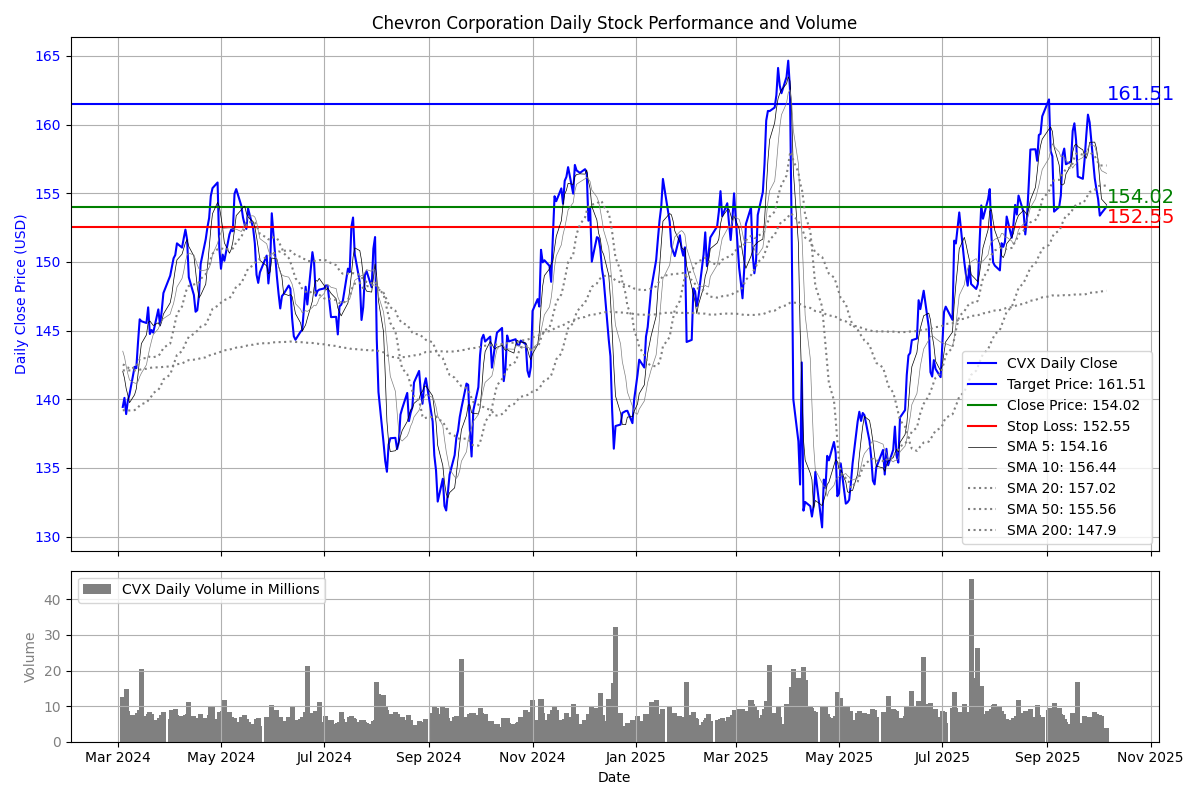 Chevron Corporation Daily Stock Performance and Volume
Daily Close Price (USD)
165
160
155
150
145
140
135
130
161.51
154.02
152.55
CVX Daily Close
Target Price: 161.51
Close Price: 154.02
Stop Loss: 152.55
SMA 5: 154.16
SMA 10: 156.44
SMA 20: 157.02
SMA 50: 155.56
SMA 200: 147.9
CVX Daily Volume in Millions
Volume
40
30
20
10
0
Mar 2024 May 2024 Jul 2024 Sep 2024 Nov 2024 Jan 2025 Mar 2025 May 2025 Jul 2025 Sep 2025 Nov 2025
Date